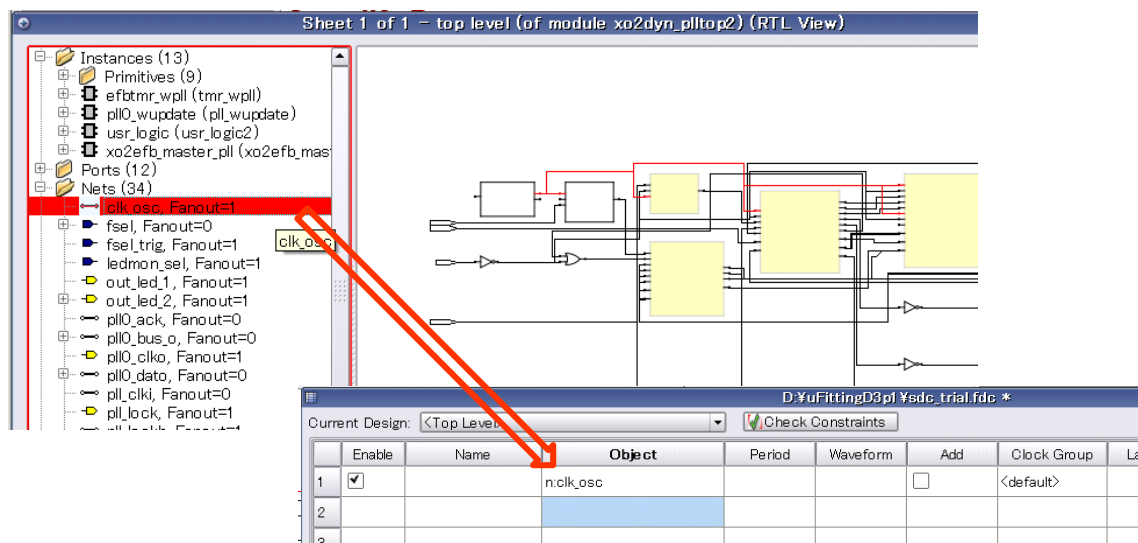 Sheet 1 of 1 - top level (of module xo2dyn_plltop2) (RTL View)
Instances (13)
Primitives (9)
efbtmr_wpll (tmr_wpll)
pll0_wupdate (pll_wupdate)
usr_logic (usr_logic2)
xo2efb_master_pll (xo2efb_mas
Ports (12)
Nets (34)
clk_osc, Fanout=1
fsel, Fanout=0
clk_osc
fsel_trig, Fanout=1
ledmon_sel, Fanout=1
out_led_1, Fanout=1
out_led_2, Fanout=1
pll0_ack, Fanout=0
pll0_bus_o, Fanout=0
pll0_clko, Fanout=1
pll0_dato, Fanout=0
pll_clki, Fanout=0
pll_lock, Fanout=1
D:¥uFittingD3p1¥sdc_trial.fdc *
Current Design: <Top Level> Check Constraints
Enable Name Object Period Waveform Add Clock Group La
1 n:clk_osc <default>
2
3